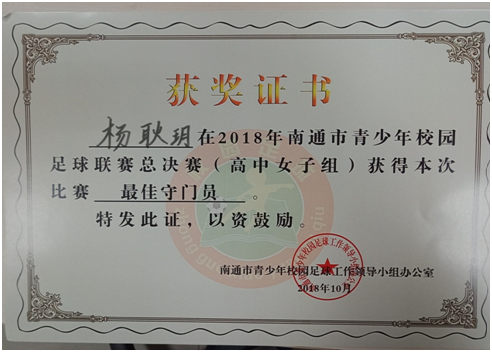 获奖证书
杨耿玥在2018年南通市青少年校园
足球联赛总决赛（高中女子组）获得本次
比赛 最佳守门员 。
特发此证，以资鼓励。
南通市青少年校园足球工作领导小组办公室
2018年10月